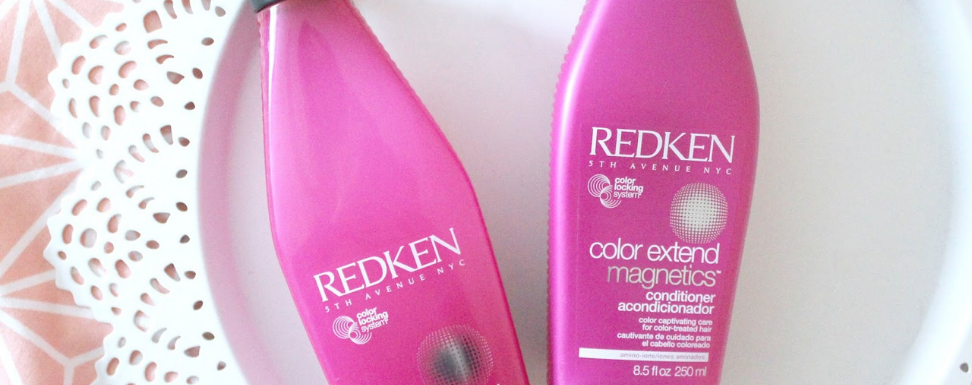 REDKEN
5TH AVENUE NYC
color
locking
system
REDKEN
5TH AVENUE NYC
color
locking
system
color extend
magnetics™
conditioner
acondicionador
color captivating care
for color-treated hair
cautivante de cuidado para
el cabello coloreado
8.5 fl oz 250 ml